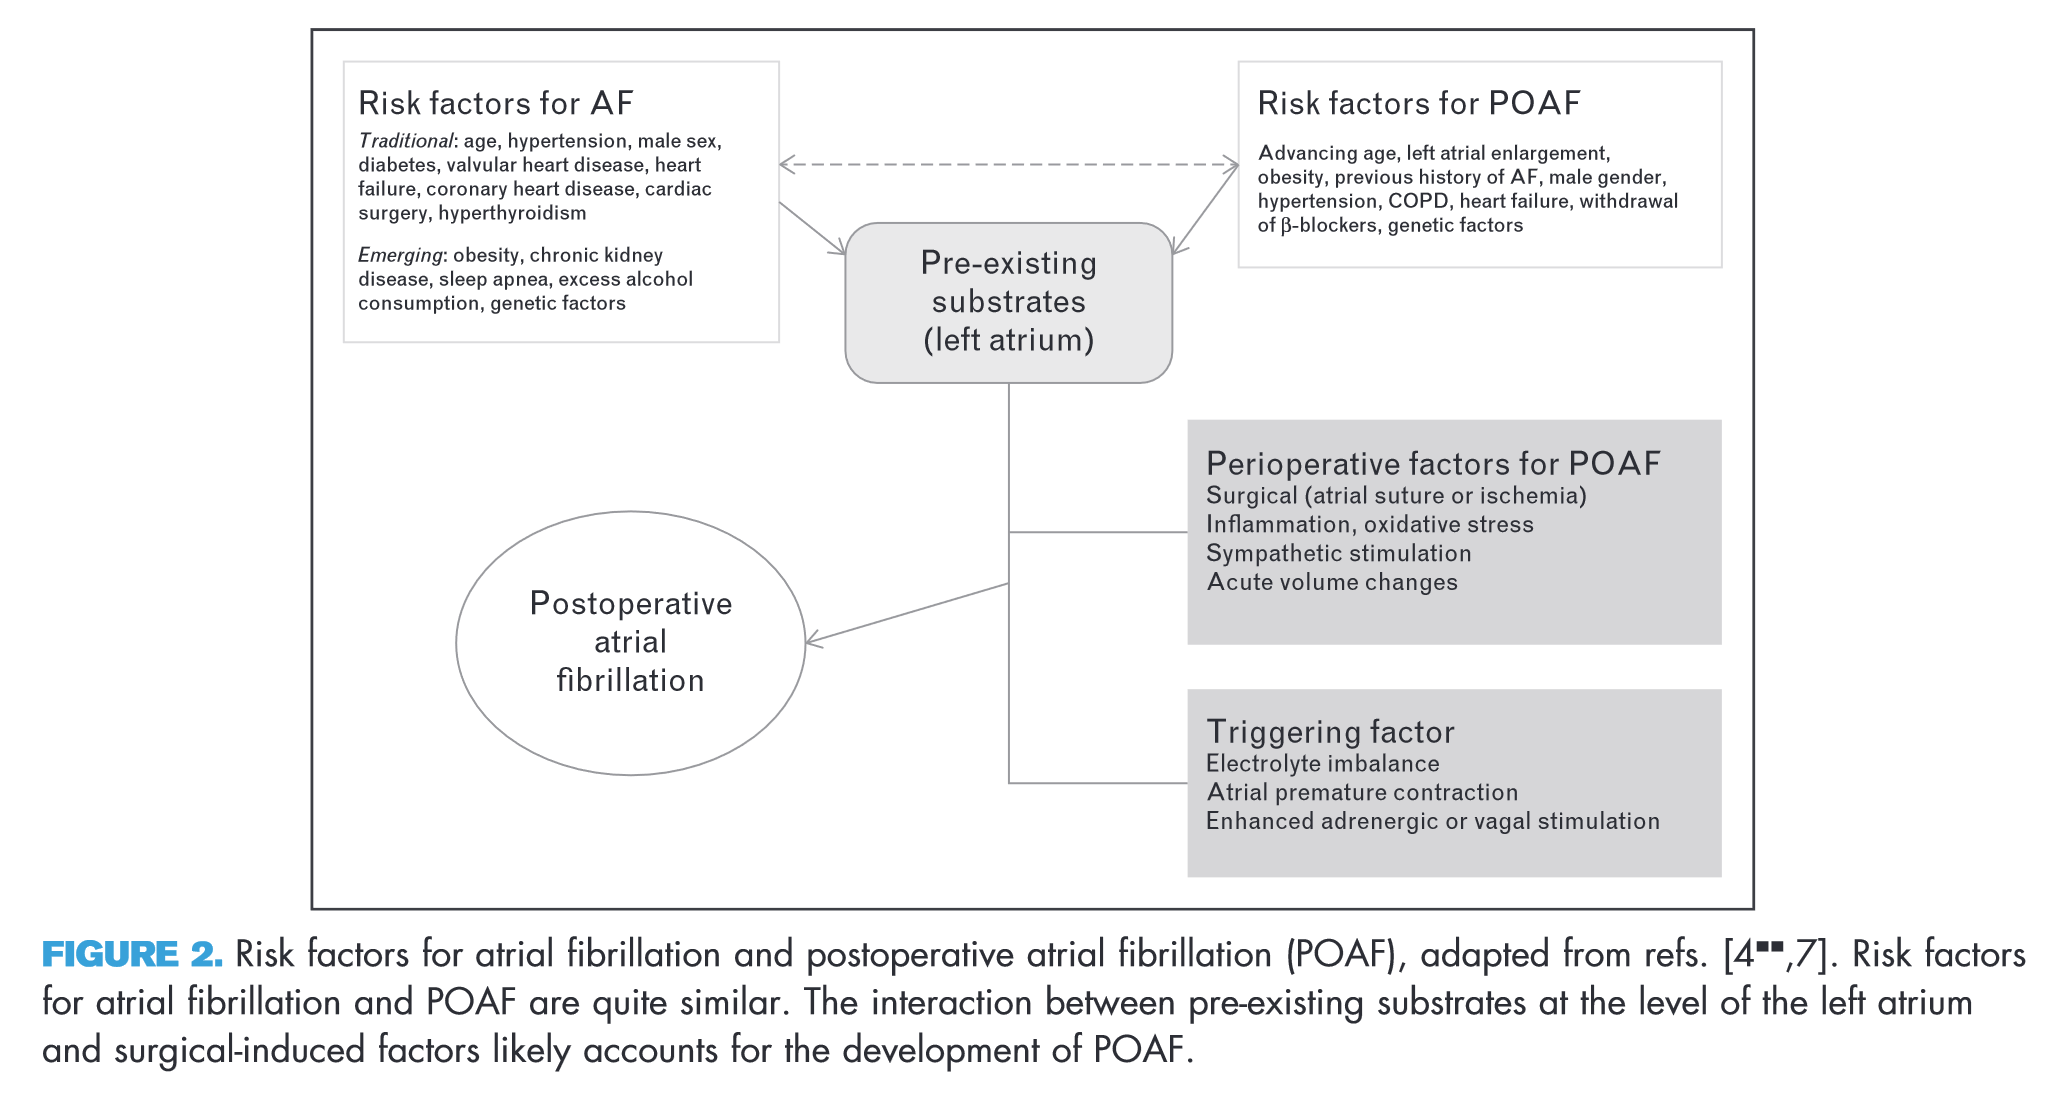 Risk factors for AF
Traditional: age, hypertension, male sex,
diabetes, valvular heart disease, heart
failure, coronary heart disease, cardiac
surgery, hyperthyroidism
Emerging: obesity, chronic kidney
disease, sleep apnea, excess alcohol
consumption, genetic factors
Risk factors for POAF
Advancing age, left atrial enlargement,
obesity, previous history of AF, male gender,
hypertension, COPD, heart failure, withdrawal
of β-blockers, genetic factors
Pre-existing
substrates
(left atrium)
Perioperative factors for POAF
Surgical (atrial suture or ischemia)
Inflammation, oxidative stress
Sympathetic stimulation
Acute volume changes
Postoperative
atrial
fibrillation
Triggering factor
Electrolyte imbalance
Atrial premature contraction
Enhanced adrenergic or vagal stimulation
FIGURE 2. Risk factors for atrial fibrillation and postoperative atrial fibrillation (POAF), adapted from refs. [4▪▪,7]. Risk factors
for atrial fibrillation and POAF are quite similar. The interaction between pre-existing substrates at the level of the left atrium
and surgical-induced factors likely accounts for the development of POAF.